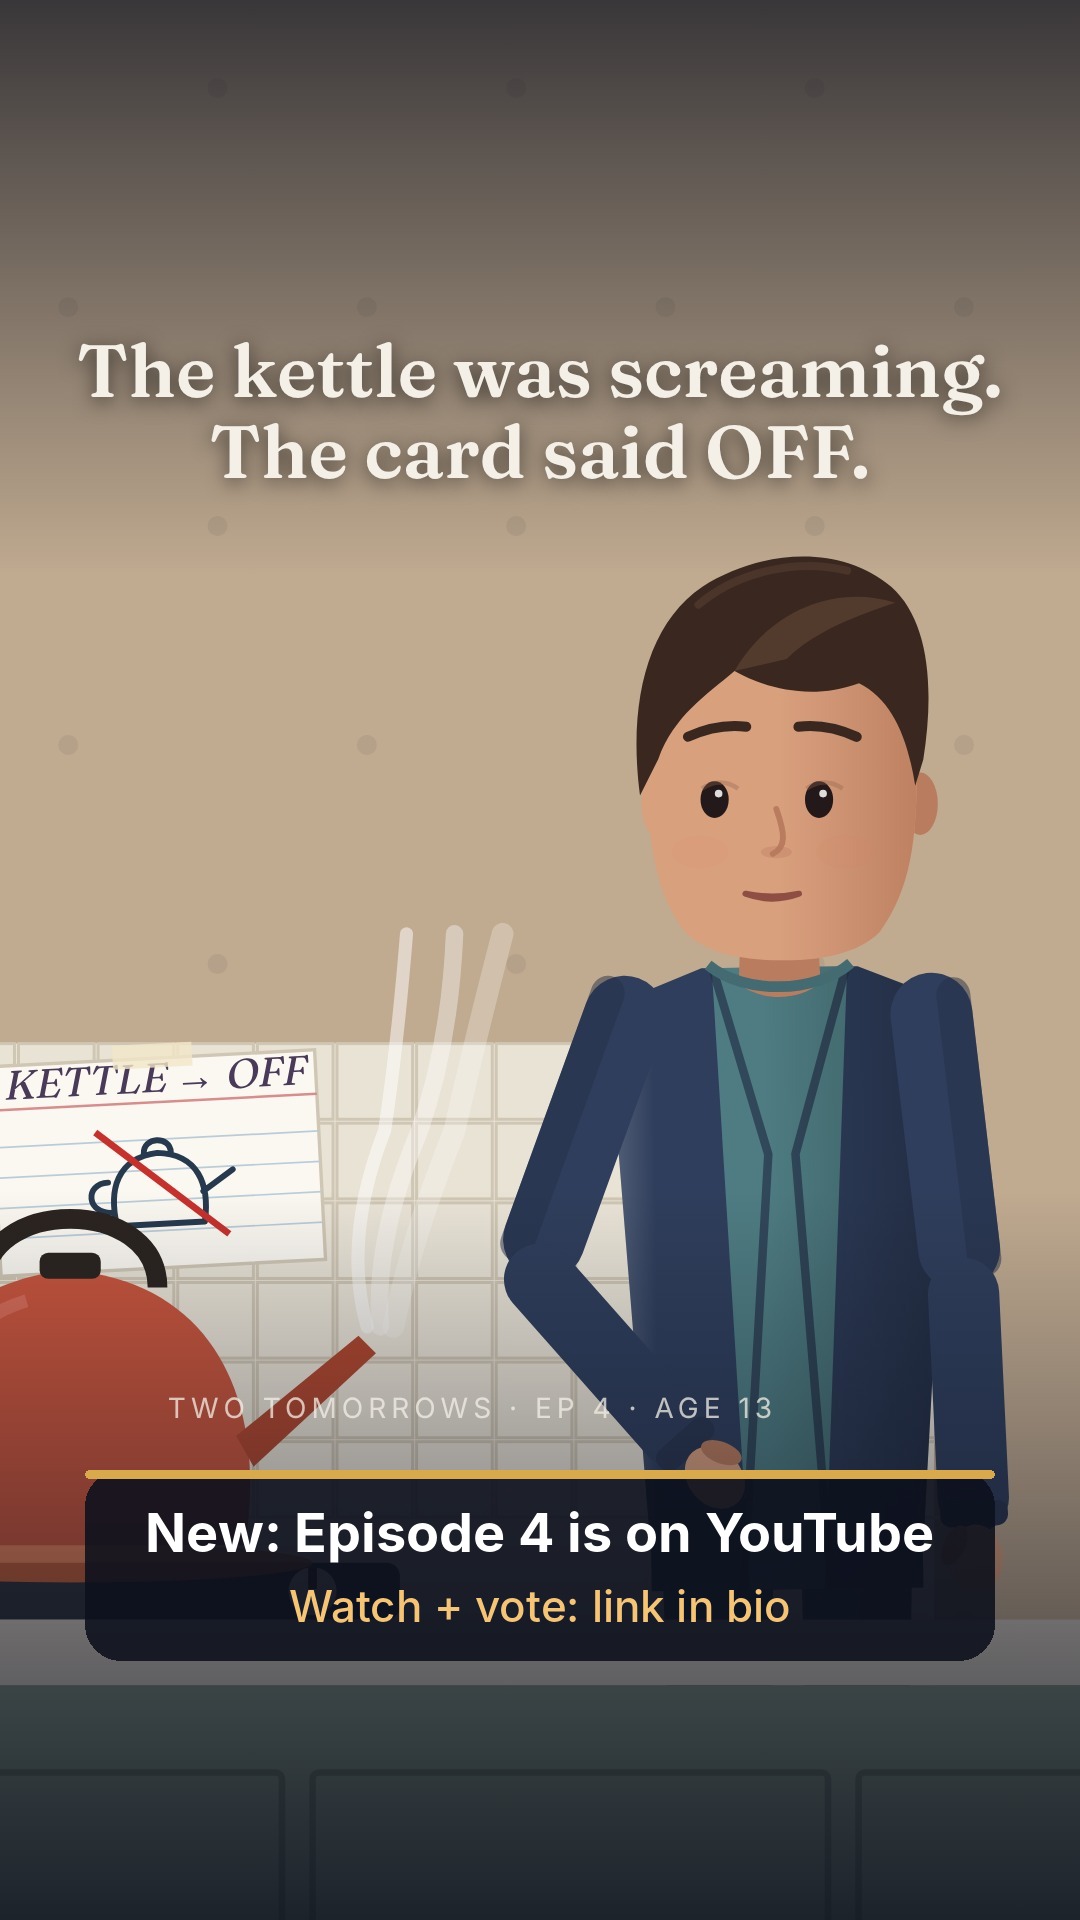 The kettle was screaming.
The card said OFF.
KETTLE → OFF
TWO TOMORROWS · EP 4 · AGE 13
New: Episode 4 is on YouTube
Watch + vote: link in bio